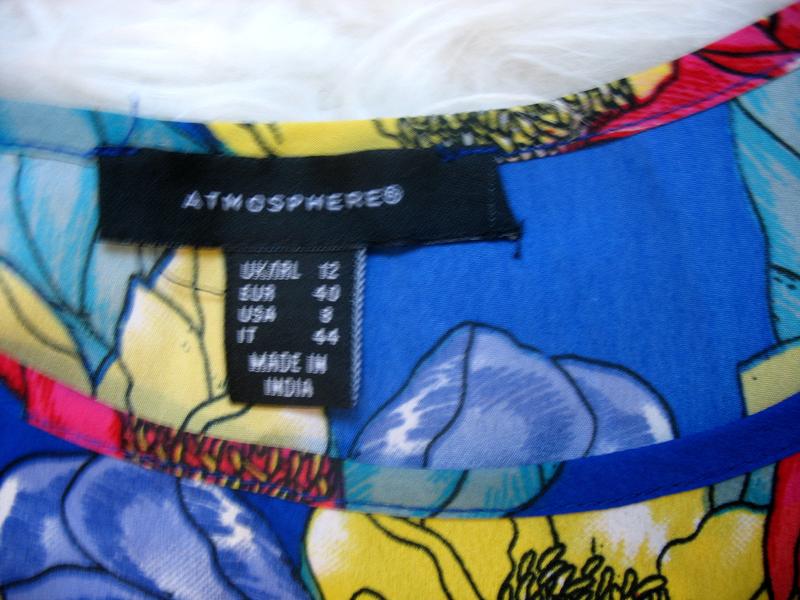 ATMOSPHERE®
UK/IRL 12
EUR 40
USA 8
IT 44
MADE IN
INDIA